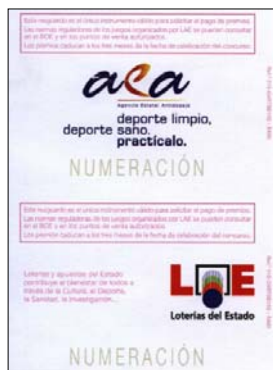 Este resguardo es el único instrumento válido para solicitar el pago de premios.
Las normas reguladoras de los juegos organizados por LAE se pueden consultar
en el BOE y en los puntos de venta autorizados.
Los premios caducan a los tres meses de la fecha de celebración del concurso.
aea
Agencia Estatal Antidopaje
deporte limpio,
deporte sano.
practícalo.
NUMERACIÓN
Este resguardo es el único instrumento válido para solicitar el pago de premios.
Las normas reguladoras de los juegos organizados por LAE se pueden consultar
en el BOE y en los puntos de venta autorizados.
Los premios caducan a los tres meses de la fecha de celebración del concurso.
Loterías y apuestas del Estado
contribuye al bienestar de todos a
través de la Cultura, el Deporte,
la Sanidad, la Investigación...
LAE
Loterías del Estado
NUMERACIÓN